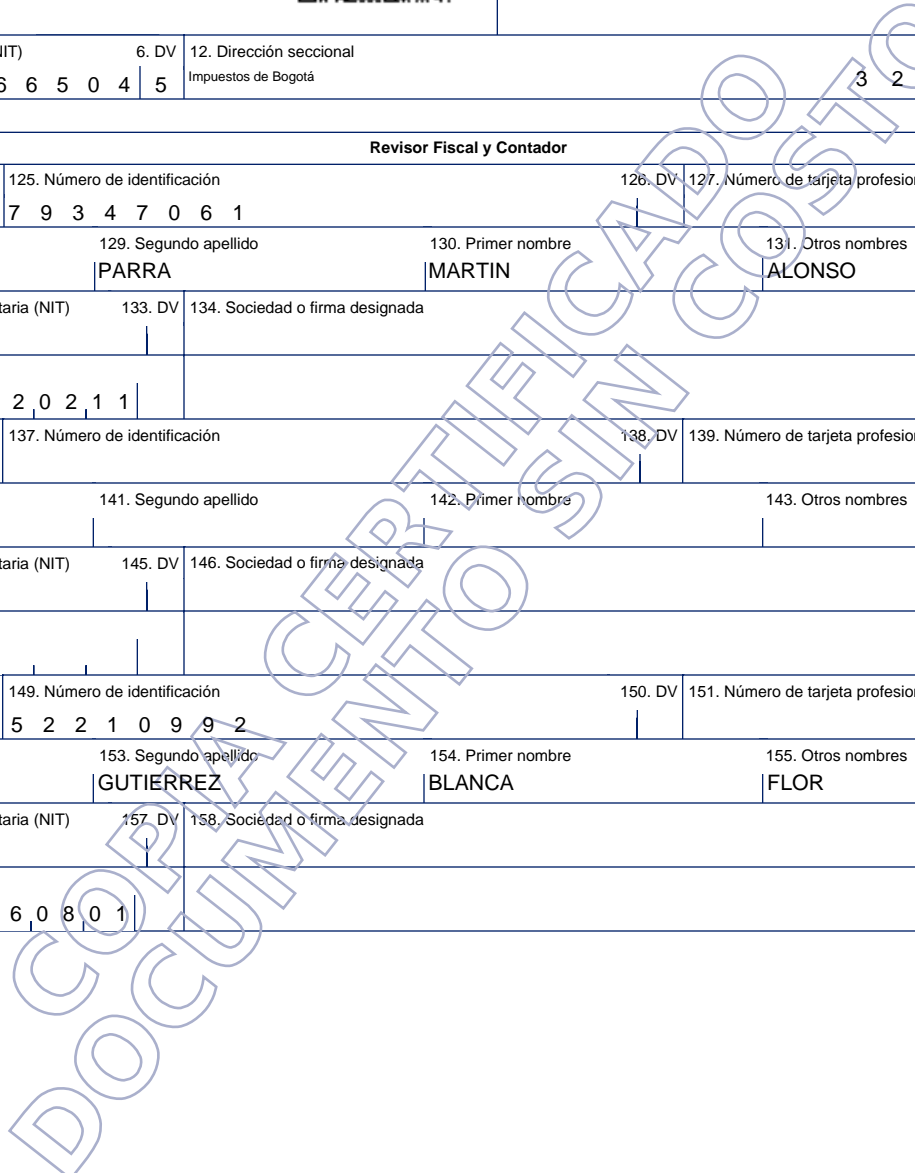 NIT) 6. DV 12. Dirección seccional
6 6 5 0 4 5 Impuestos de Bogotá 3 2
Revisor Fiscal y Contador
125. Número de identificación 126. DV 127. Número de tarjeta profesion
7 9 3 4 7 0 6 1
129. Segundo apellido 130. Primer nombre 131. Otros nombres
PARRA MARTIN ALONSO
taria (NIT) 133. DV 134. Sociedad o firma designada
2 0 2 1 1
137. Número de identificación 138. DV 139. Número de tarjeta profesion
141. Segundo apellido 142. Primer nombre 143. Otros nombres
taria (NIT) 145. DV 146. Sociedad o firma designada
149. Número de identificación 150. DV 151. Número de tarjeta profesion
5 2 2 1 0 9 9 2
153. Segundo apellido 154. Primer nombre 155. Otros nombres
GUTIERREZ BLANCA FLOR
taria (NIT) 157. DV 158. Sociedad o firma designada
6 0 8 0 1
COPIA CERTIFICADO
DOCUMENTO SIN COSTO